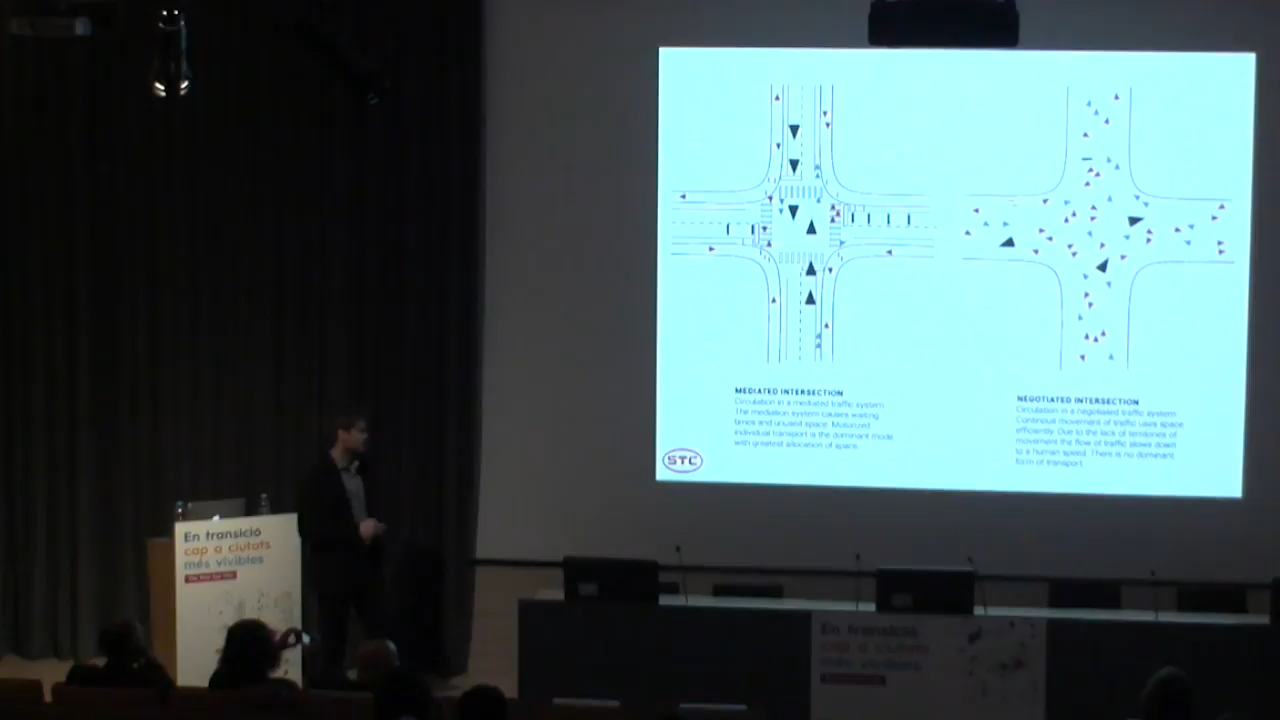 MEDIATED INTERSECTION
Circulation in a mediated traffic system.
The mediation system causes waiting
times and unused space. Motorized
individual transport is the dominant mode
with greatest allocation of space.
NEGOTIATED INTERSECTION
Circulation in a negotiated traffic system.
Continous movement of traffic uses space
efficiently. Due to the lack of territories of
movement the flow of traffic slows down
to a human speed. There is no dominant
form of transport.
STC
En transició
cap a ciutats
més vivibles
En transició
cap a ciutats
més vivibles